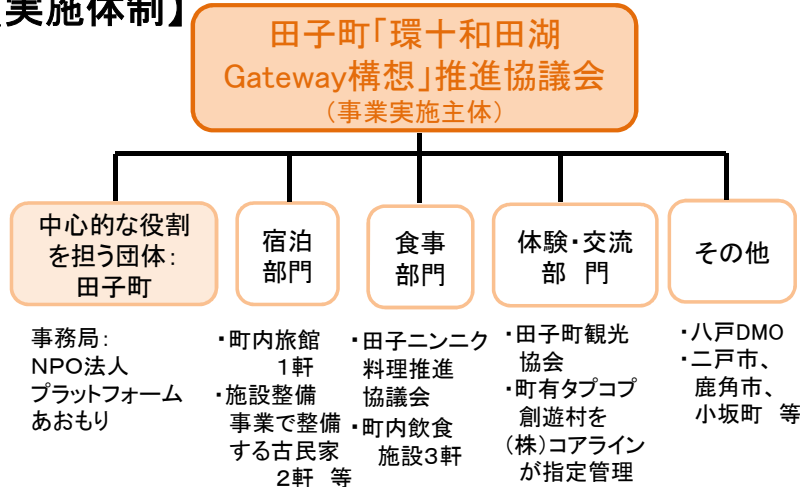 実施体制】
田子町「環十和田湖
Gateway構想」推進協議会
（事業実施主体）
中心的な役割
を担う団体：
田子町
事務局：
NPO法人
プラットフォーム
あおもり
宿泊
部門
・町内旅館
1軒
・施設整備
事業で整備
する古民家
2軒 等
食事
部門
・田子ニンニク
料理推進
協議会
・町内飲食
施設3軒
体験・交流
部 門
・田子町観光
協会
・町有タプコプ
創遊村を
（株）コアライン
が指定管理
その他
・八戸DMO
・二戸市、
鹿角市、
小坂町 等